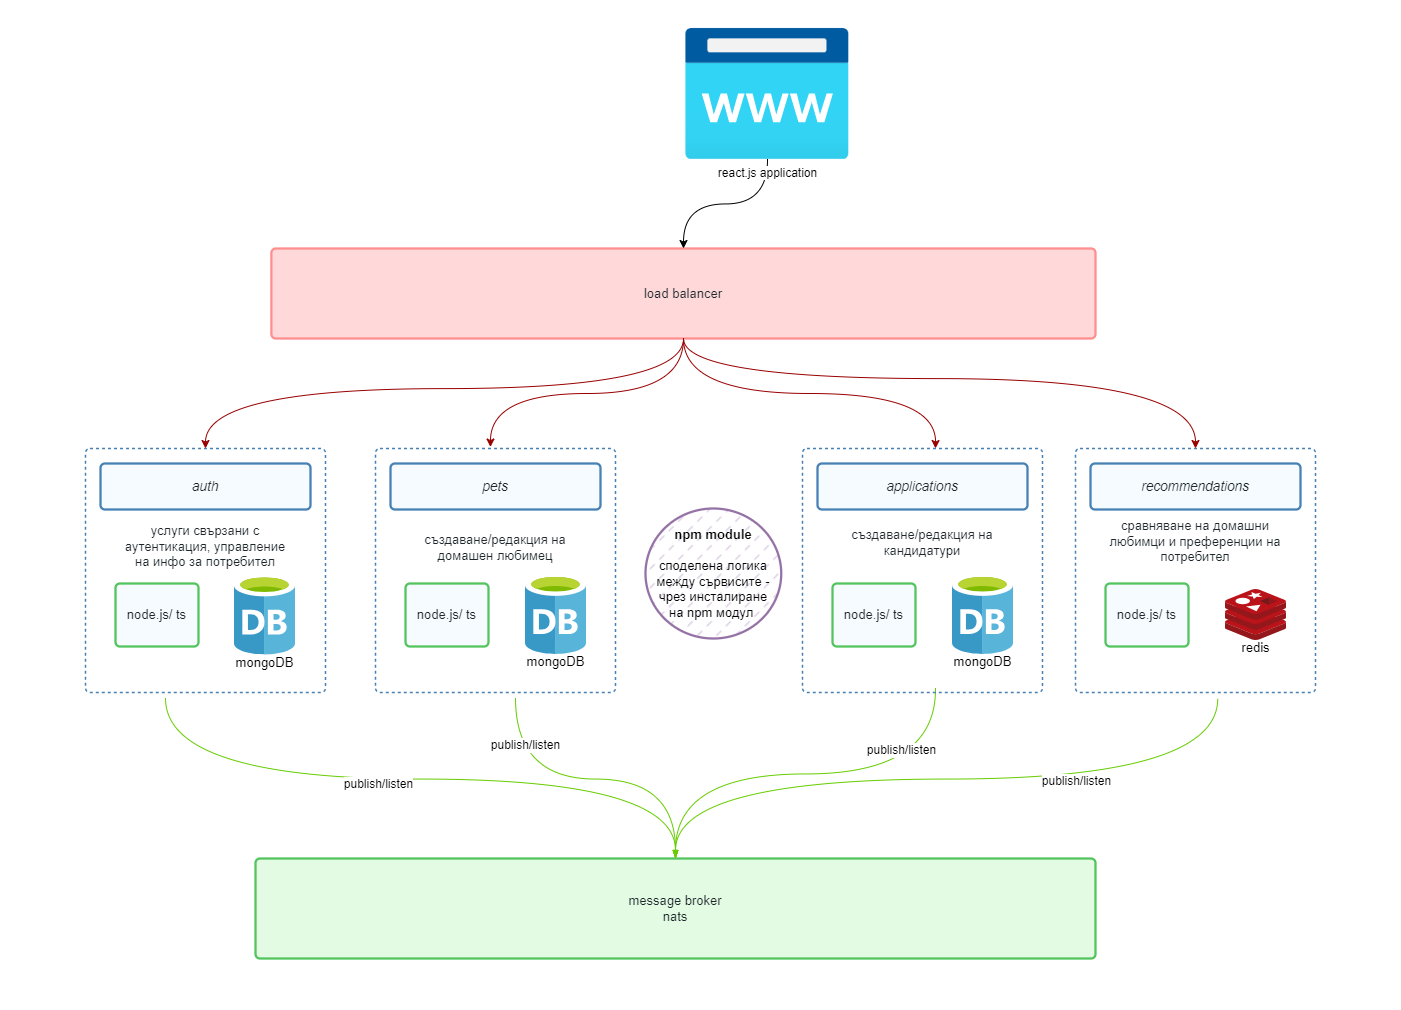 WWW
react.js application
load balancer
auth
услуги свързани с
аутентикация, управление
на инфо за потребител
node.js/ ts
DB
mongoDB
pets
създаване/редакция на
домашен любимец
node.js/ ts
DB
mongoDB
npm module
споделена логика
между сървисите -
чрез инсталиране
на npm модул
applications
създаване/редакция на
кандидатури
node.js/ ts
DB
mongoDB
recommendations
сравняване на домашни
любимци и преференции на
потребител
node.js/ ts
redis
publish/listen
publish/listen
publish/listen
publish/listen
message broker
nats